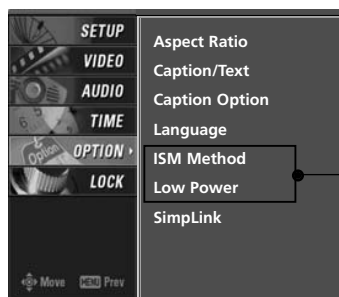 SETUP
VIDEO
AUDIO
TIME
OPTION
LOCK
Move MENU Prev
Aspect Ratio
Caption/Text
Caption Option
Language
ISM Method
Low Power
SimpLink